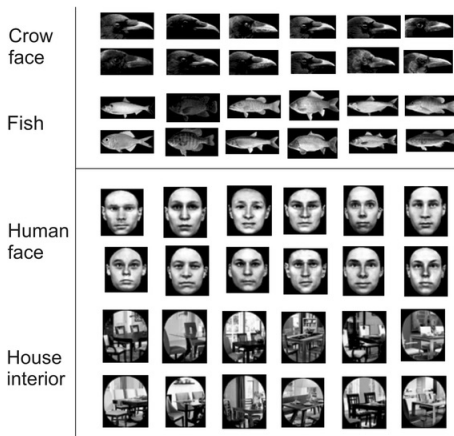 Crow
face
Fish
Human
face
House
interior